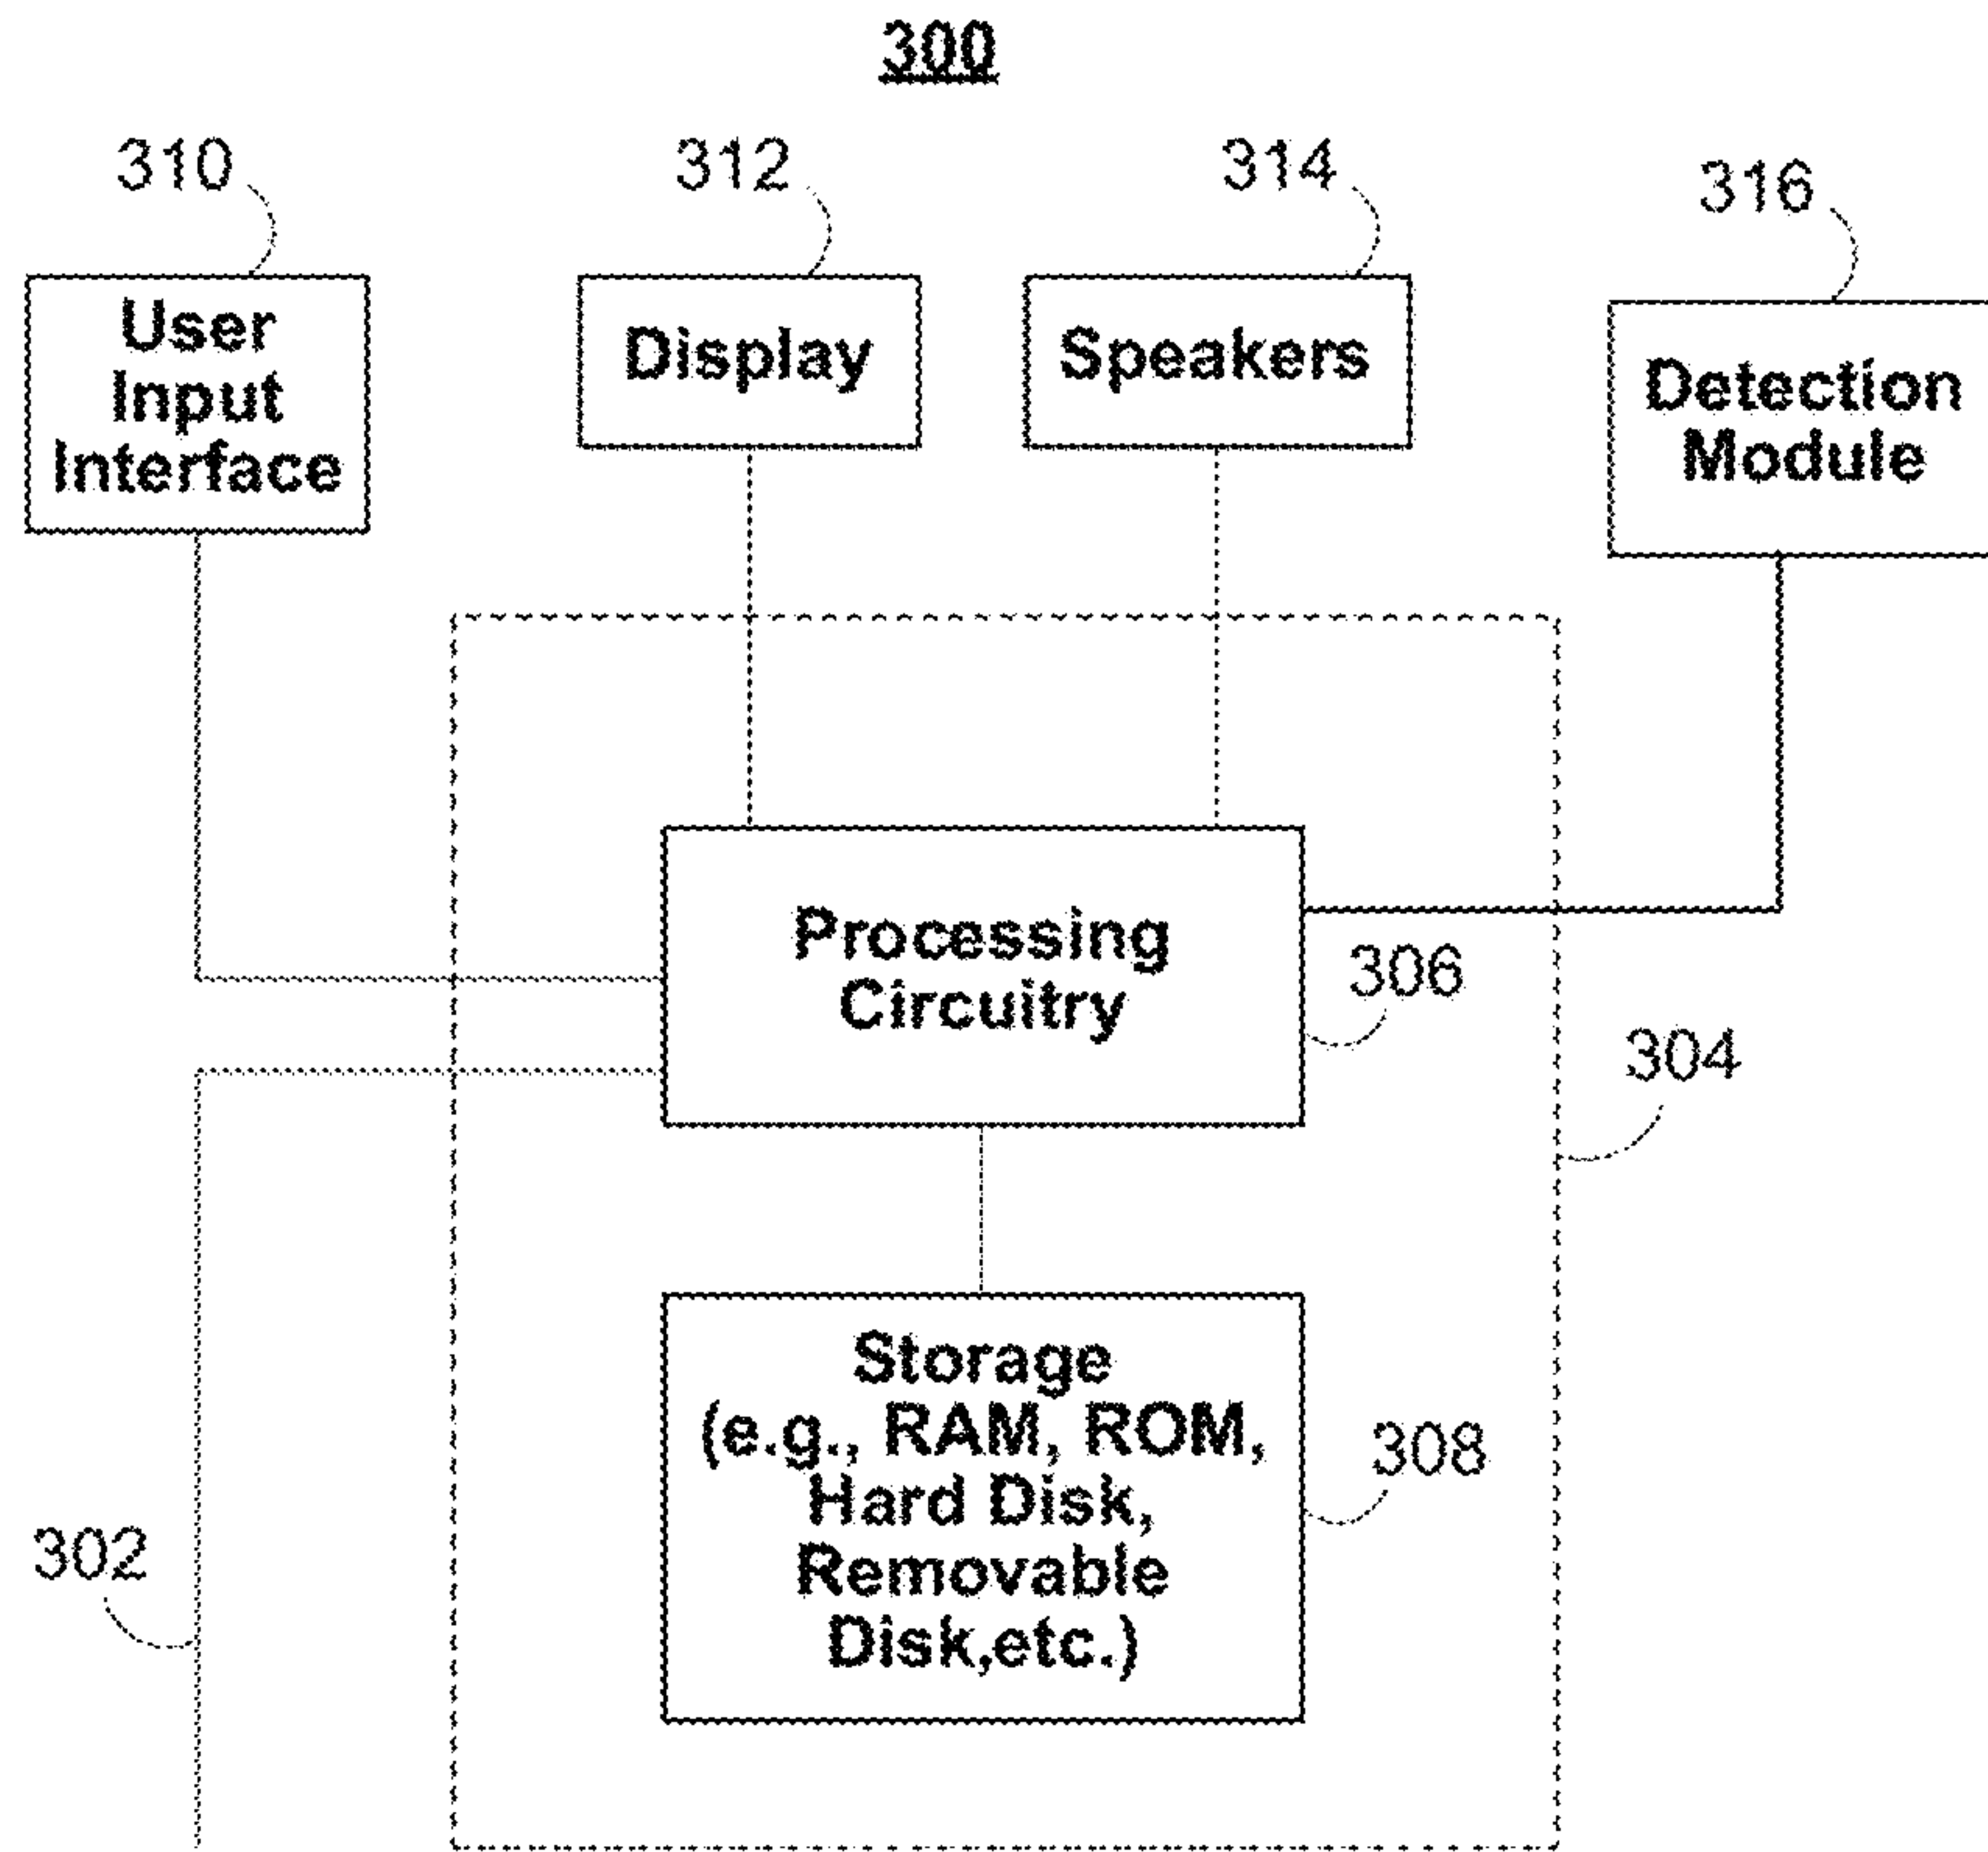 300
310
312
314
316
User
Input
Interface
Display
Speakers
Detection
Module
Processing
Circuitry
306
304
Storage
(e.g., RAM, ROM,
Hard Disk,
Removable
Disk,etc.)
308
302